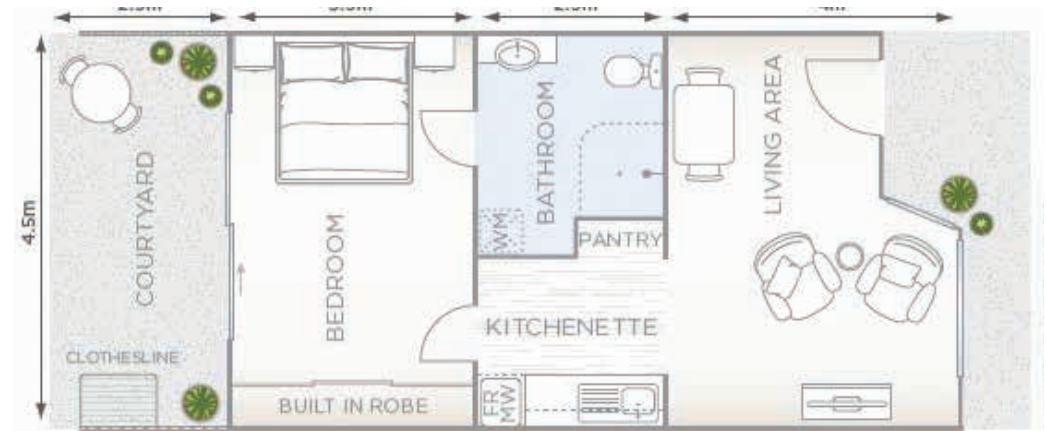 4m
4.5m
COURTYARD
CLOTHESLINE
BEDROOM
BUILT IN ROBE
BATHROOM
WM
PANTRY
KITCHENETTE
FR
MW
LIVING AREA